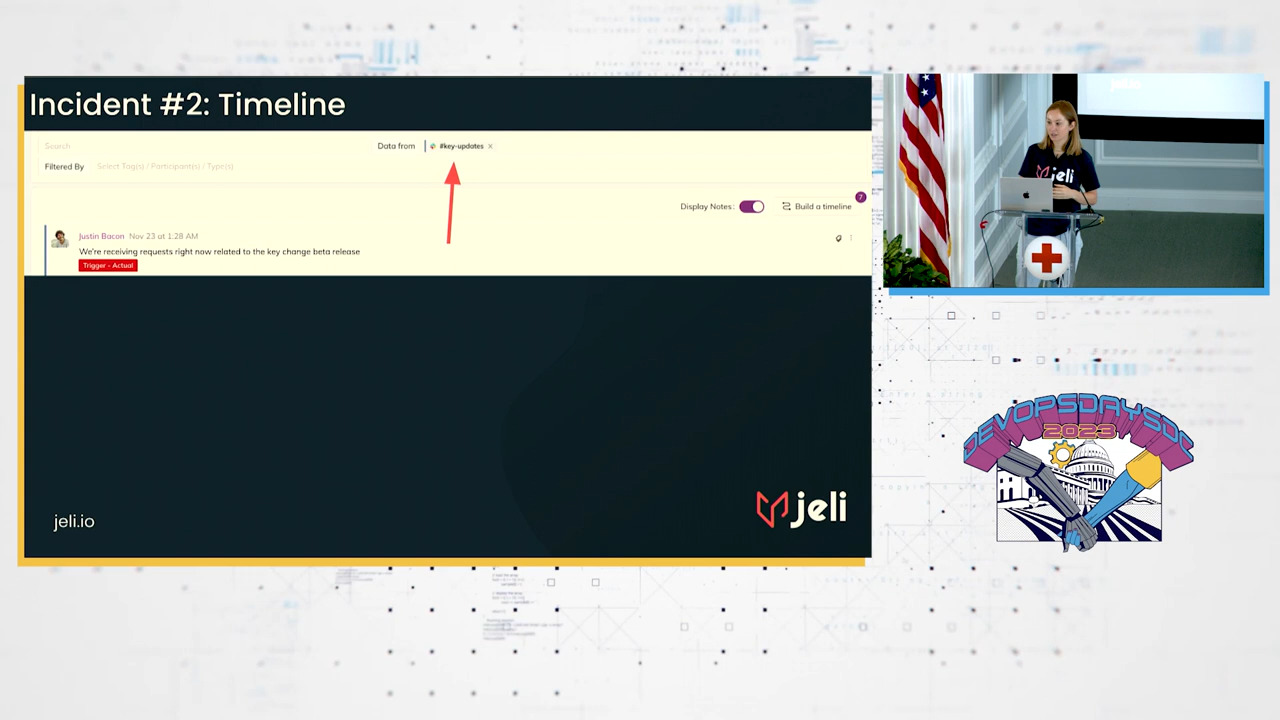 Incident #2: Timeline
Search
Data from #key-updates ×
Filtered By Select Tag(s) / Participant(s) / Type(s)
Display Notes: Build a timeline 7
Justin Bacon Nov 23 at 1:28 AM
We're receiving requests right now related to the key change beta release
Trigger - Actual
jeli.io
jeli
jeli
DEVOPSDAYSDC
2023